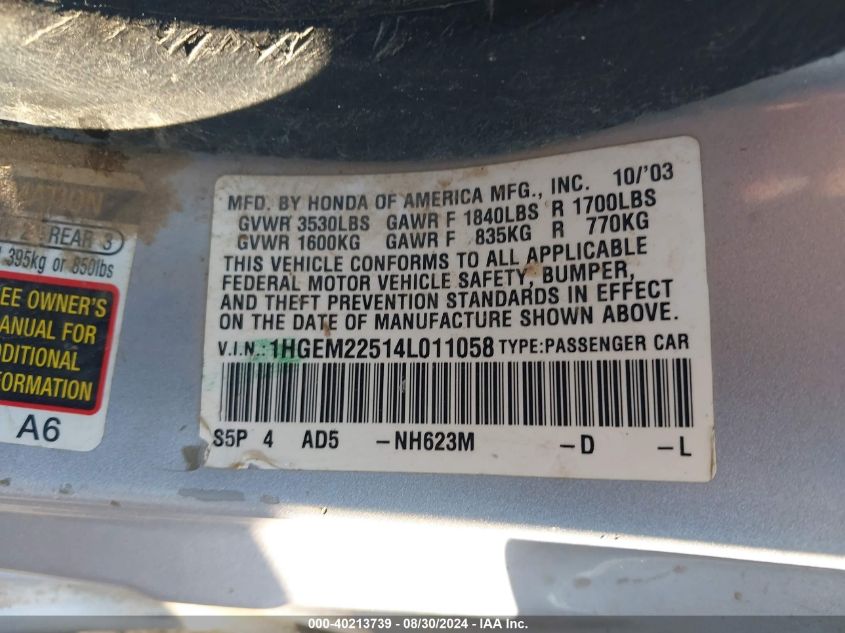 MFD. BY HONDA OF AMERICA MFG., INC. 10/'03
GVWR 3530LBS GAWR F 1840LBS R 1700LBS
GVWR 1600KG GAWR F 835KG R 770KG
THIS VEHICLE CONFORMS TO ALL APPLICABLE
FEDERAL MOTOR VEHICLE SAFETY, BUMPER,
AND THEFT PREVENTION STANDARDS IN EFFECT
ON THE DATE OF MANUFACTURE SHOWN ABOVE.
V.I.N.: 1HGEM22514L011058 TYPE:PASSENGER CAR
S5P 4 AD5 -NH623M -D -L
2 REAR 3
395kg or 850lbs
EE OWNER'S
ANUAL FOR
DDITIONAL
FORMATION
A6
--- 40213739 -- 08/30/2024 --- IAA Inc.